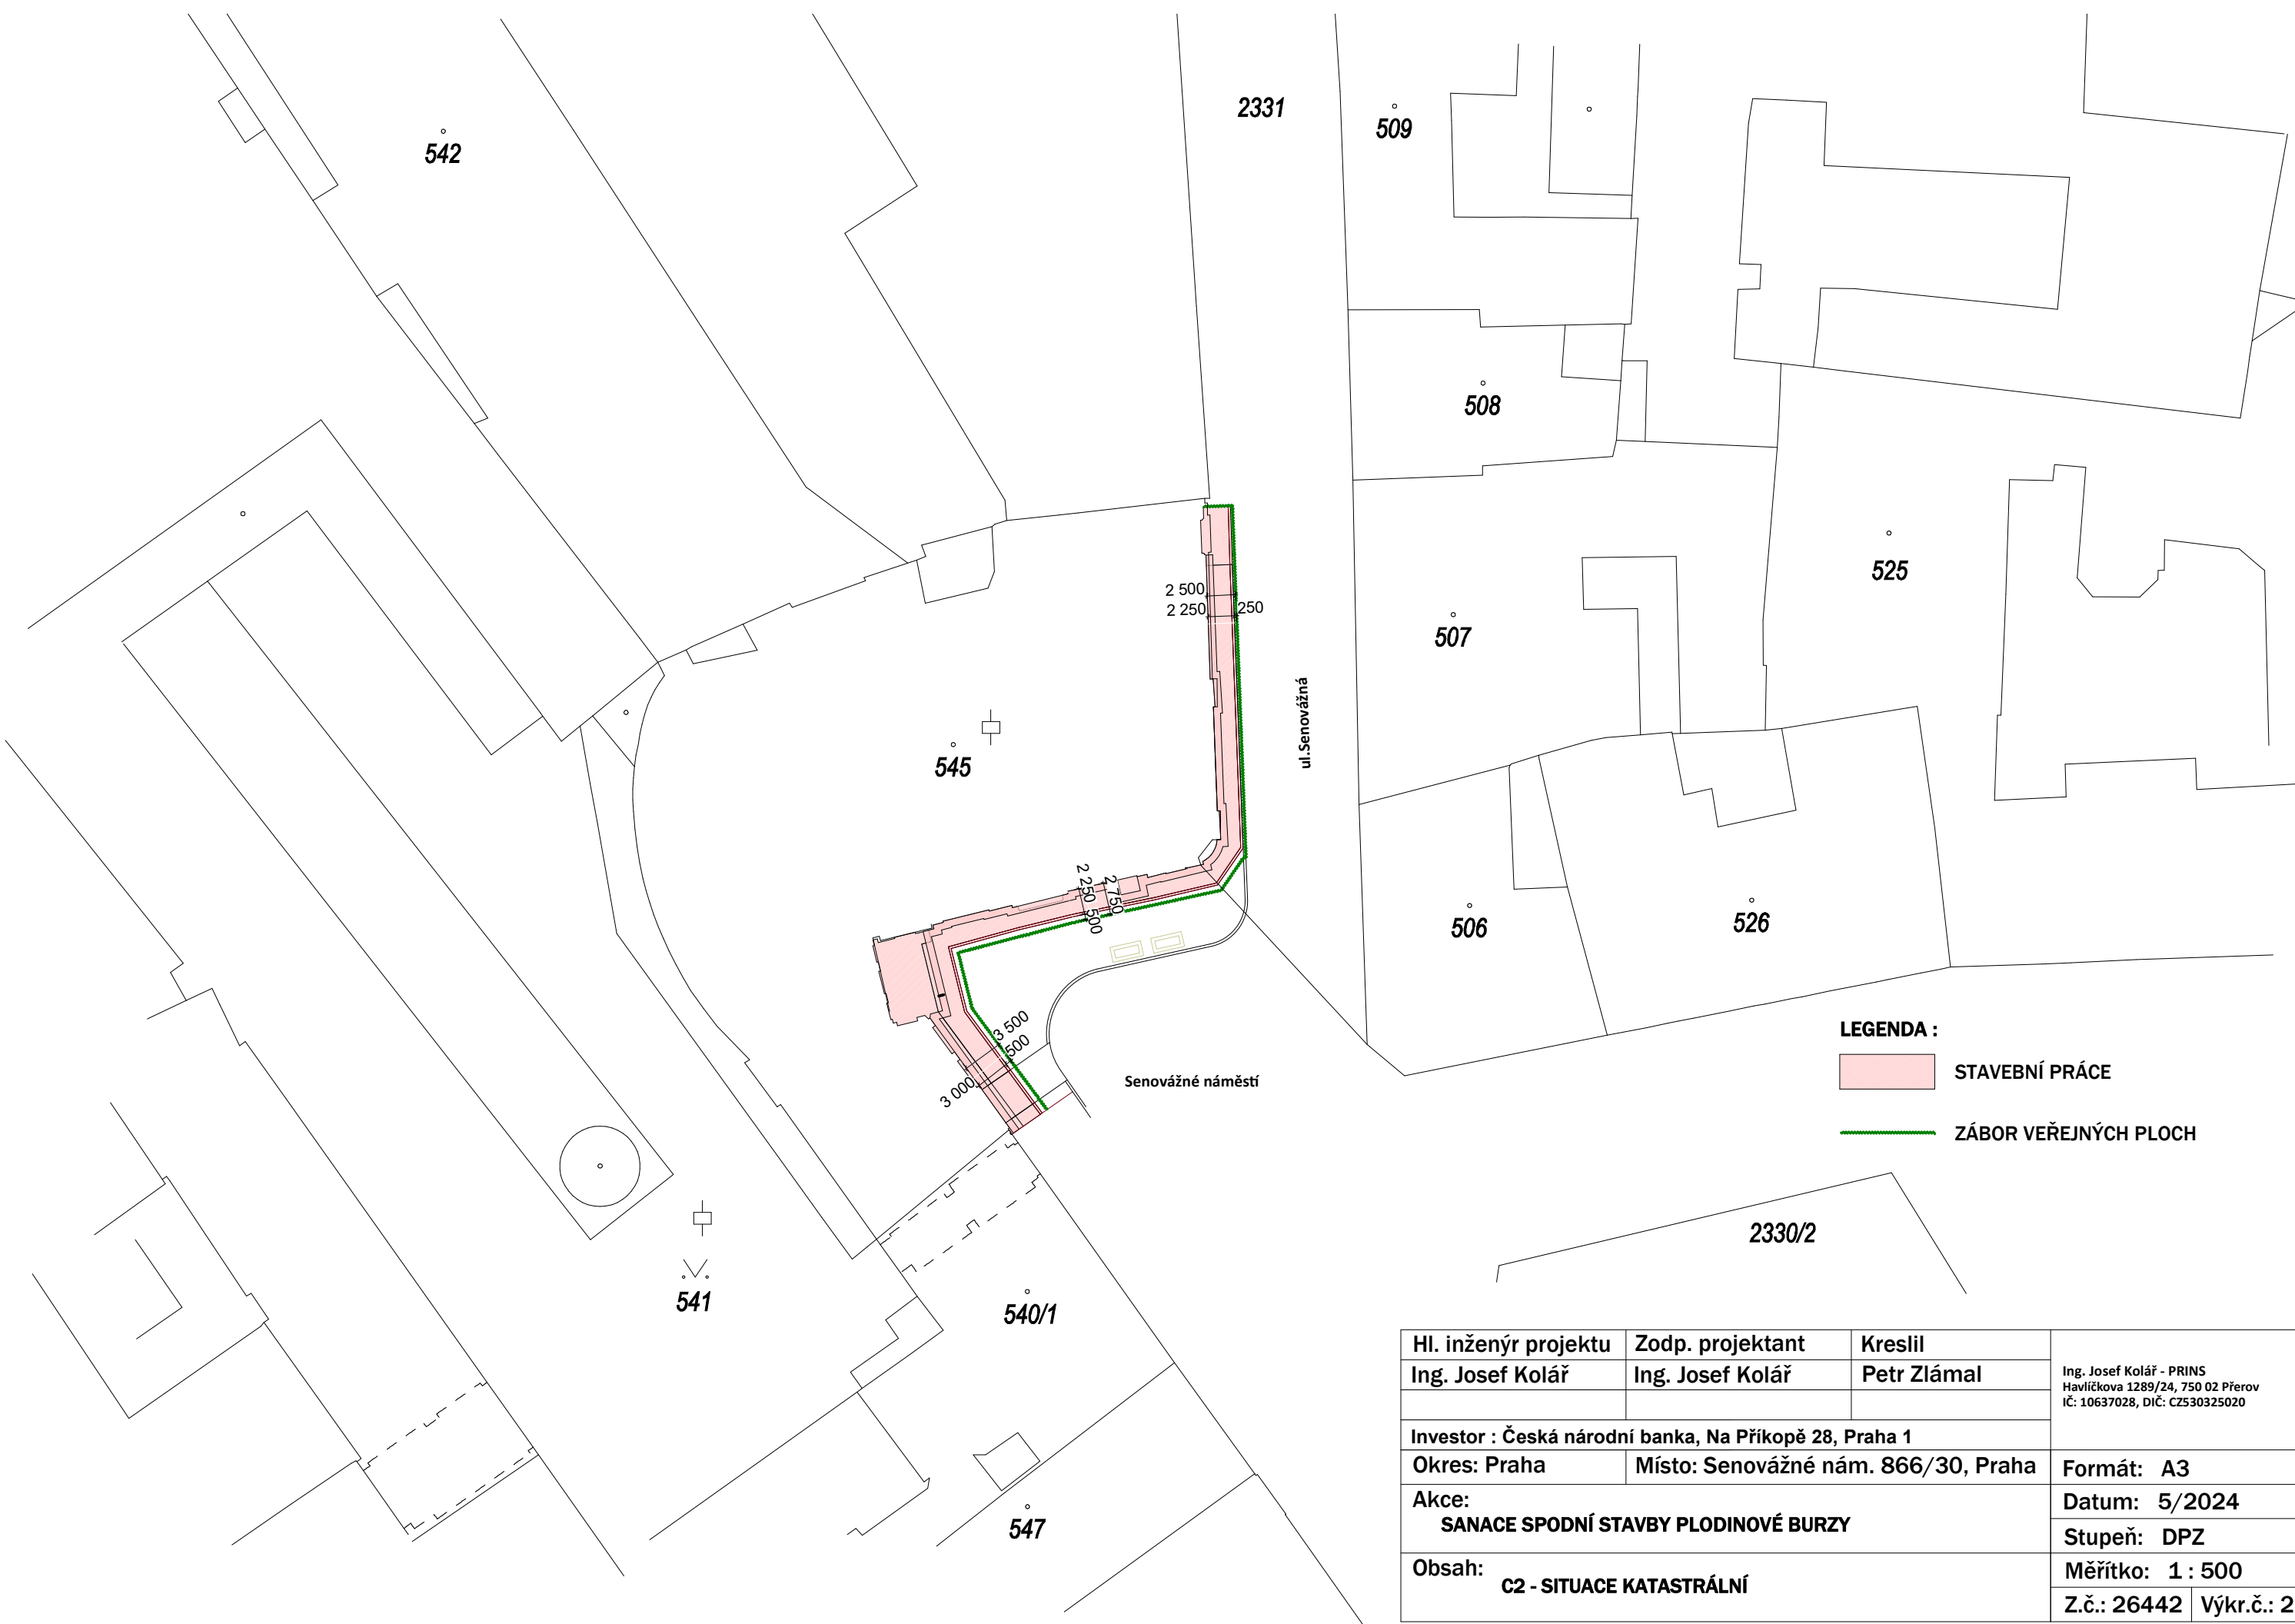 2331
509
542
508
2 500
2 250
250
525
507
ul.Senovážná
545
2 250
500
2 750
506
526
3 500
500
3 000
Senovážné náměstí
LEGENDA :
STAVEBNÍ PRÁCE
ZÁBOR VEŘEJNÝCH PLOCH
2330/2
541
540/1
547
Hl. inženýr projektu Zodp. projektant Kreslil
Ing. Josef Kolář Ing. Josef Kolář Petr Zlámal
Ing. Josef Kolář - PRINS
Havlíčkova 1289/24, 750 02 Přerov
IČ: 10637028, DIČ: CZ530325020
Investor : Česká národní banka, Na Příkopě 28, Praha 1
Okres: Praha Místo: Senovážné nám. 866/30, Praha
Formát: A3
Akce:
SANACE SPODNÍ STAVBY PLODINOVÉ BURZY
Datum: 5/2024
Stupeň: DPZ
Obsah:
C2 - SITUACE KATASTRÁLNÍ
Měřítko: 1 : 500
Z.č.: 26442 Výkr.č.: 2